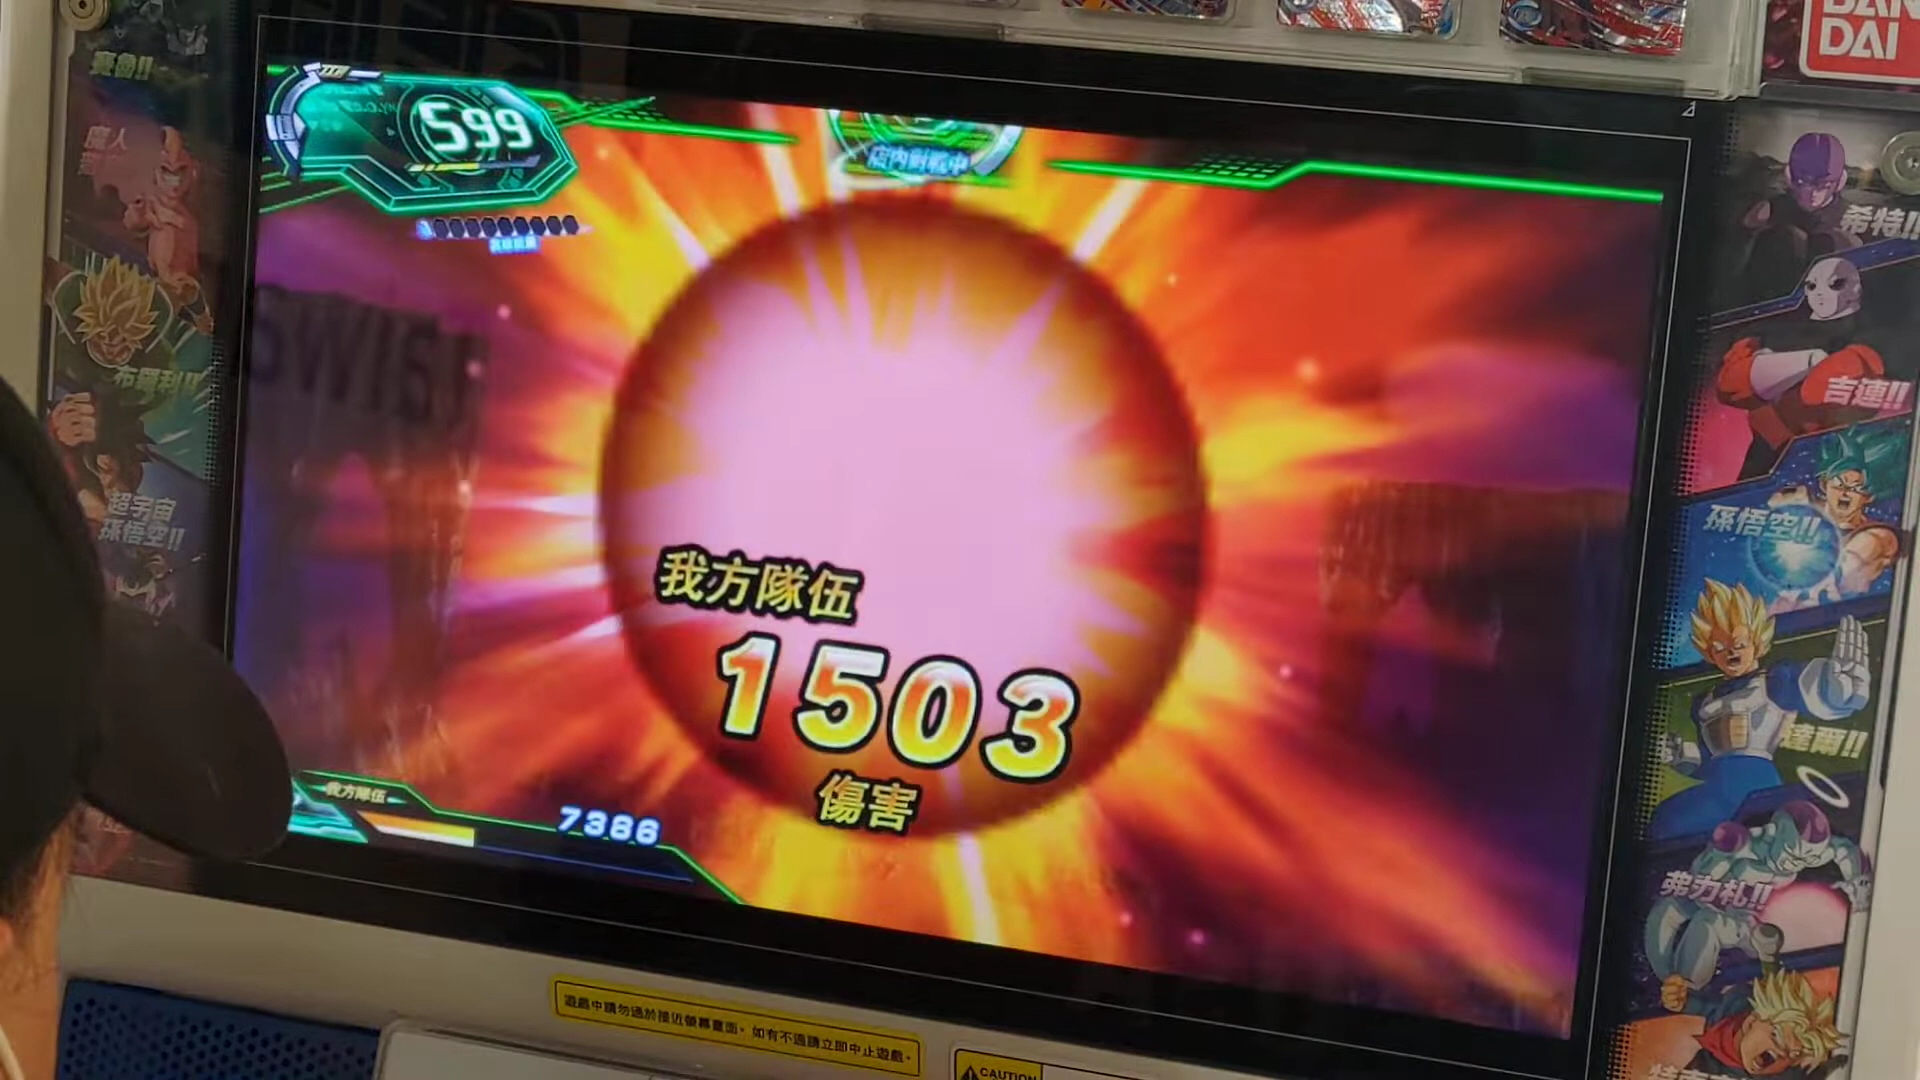 BAN
DAI
599
店內對戰中
魔人
布羅利!!
超宇宙
孫悟空!!
希特!!
吉連!!
孫悟空!!
達爾!!
弗力札!!
我方隊伍
1503
傷害
我方隊伍
7386
遊戲中請勿過於接近螢幕畫面。如有不適請立即中止遊戲。
CAUTION